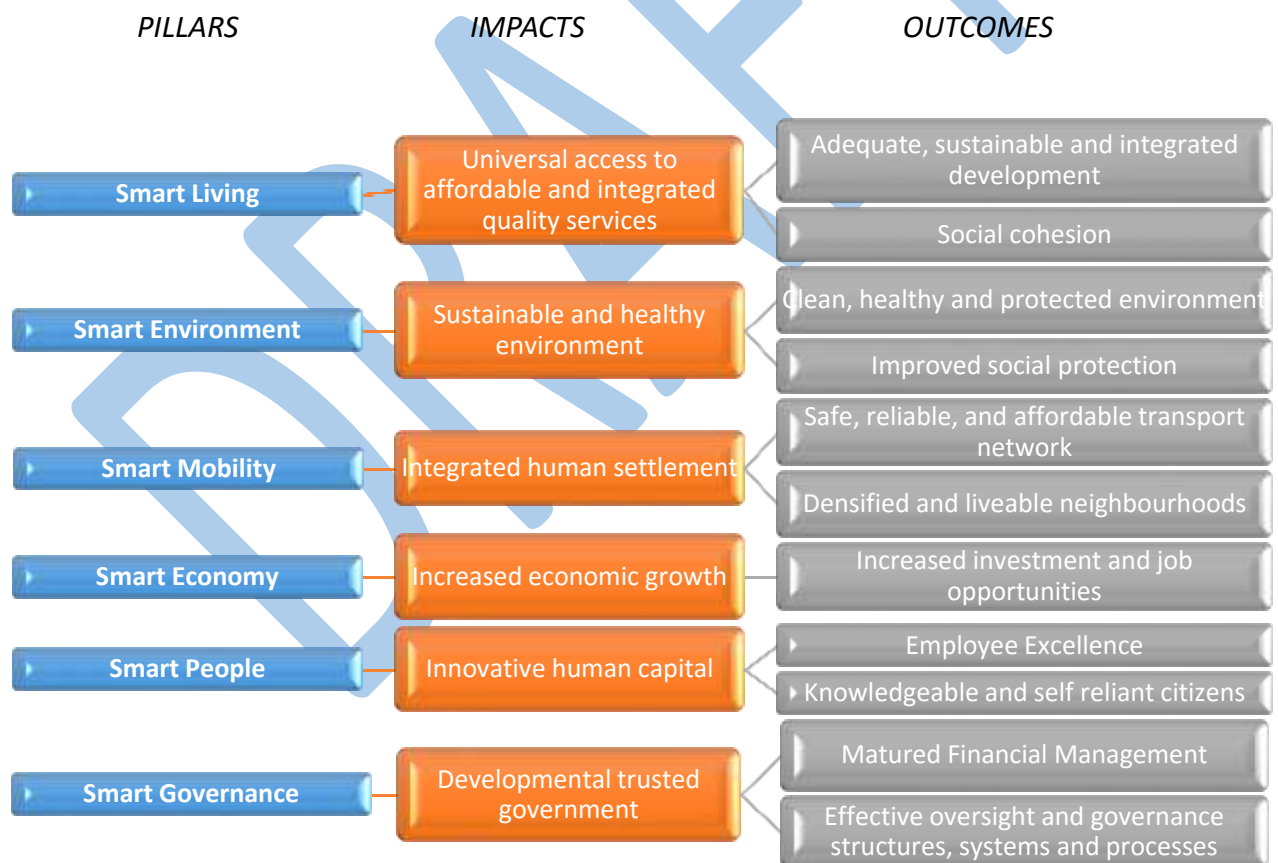 PILLARS IMPACTS OUTCOMES
Smart Living
Universal access to
affordable and integrated
quality services
Adequate, sustainable and integrated
development
Social cohesion
Smart Environment
Sustainable and healthy
environment
Clean, healthy and protected environment
Improved social protection
Smart Mobility
Integrated human settlement
Safe, reliable, and affordable transport
network
Densified and liveable neighbourhoods
Smart Economy
Increased economic growth
Increased investment and job
opportunities
Smart People
Innovative human capital
Employee Excellence
Knowledgeable and self reliant citizens
Smart Governance
Developmental trusted
government
Matured Financial Management
Effective oversight and governance
structures, systems and processes